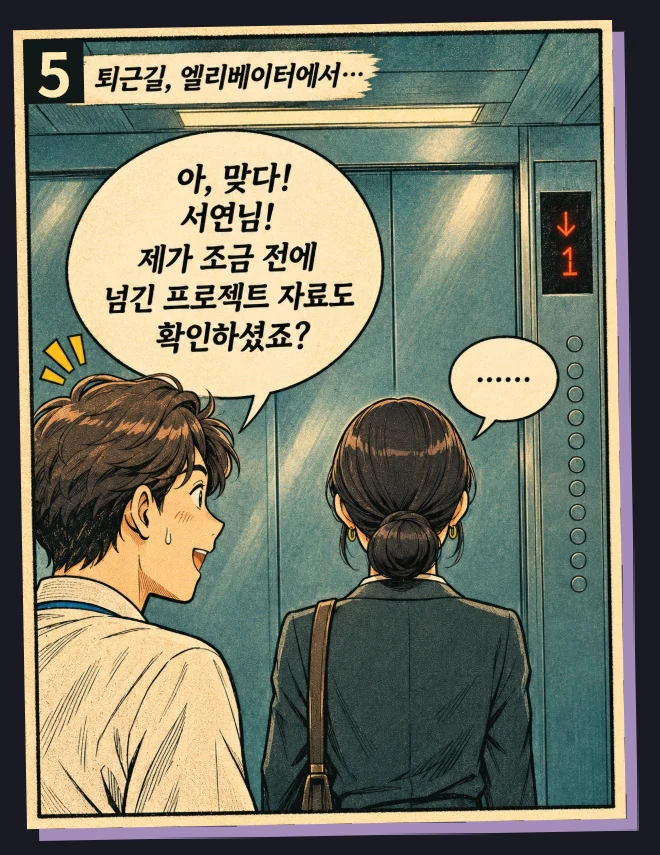 5
퇴근길, 엘리베이터에서…
아, 맞다!
서연님!
제가 조금 전에
넘긴 프로젝트 자료도
확인하셨죠?
↓
1
……